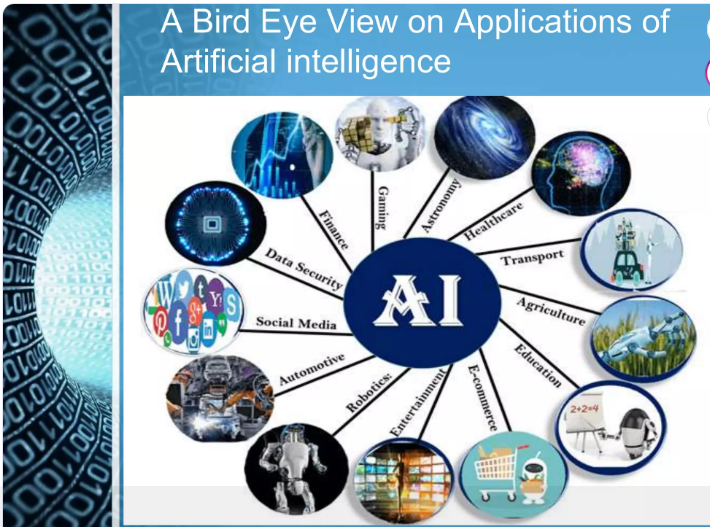 A Bird Eye View on Applications of
Artificial intelligence
Gaming
Astronomy
Healthcare
Transport
Agriculture
Education
E-commerce
Entertainment
Robotics:
Automotive
Social Media
Data Security
Finance
AI
2+2=4